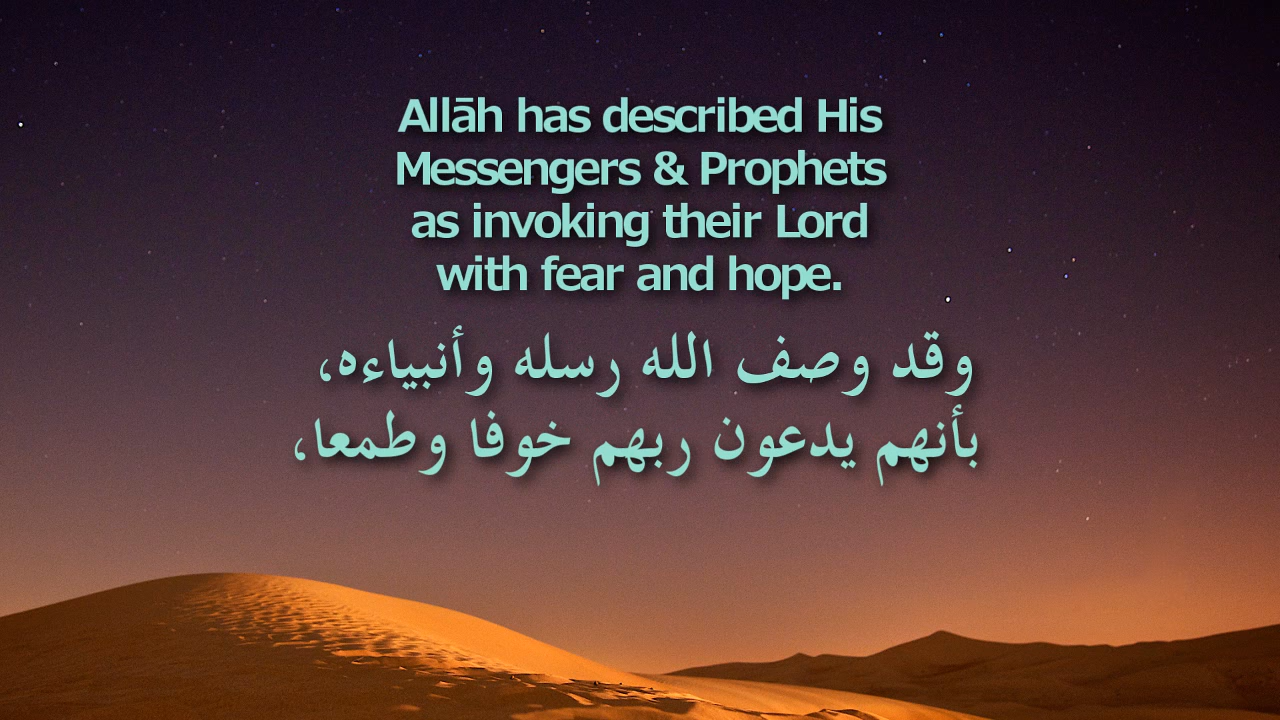 Allāh has described His
Messengers & Prophets
as invoking their Lord
with fear and hope.
وقد وصف الله رسله وأنبياءه،
بأنهم يدعون ربهم خوفا وطمعا،